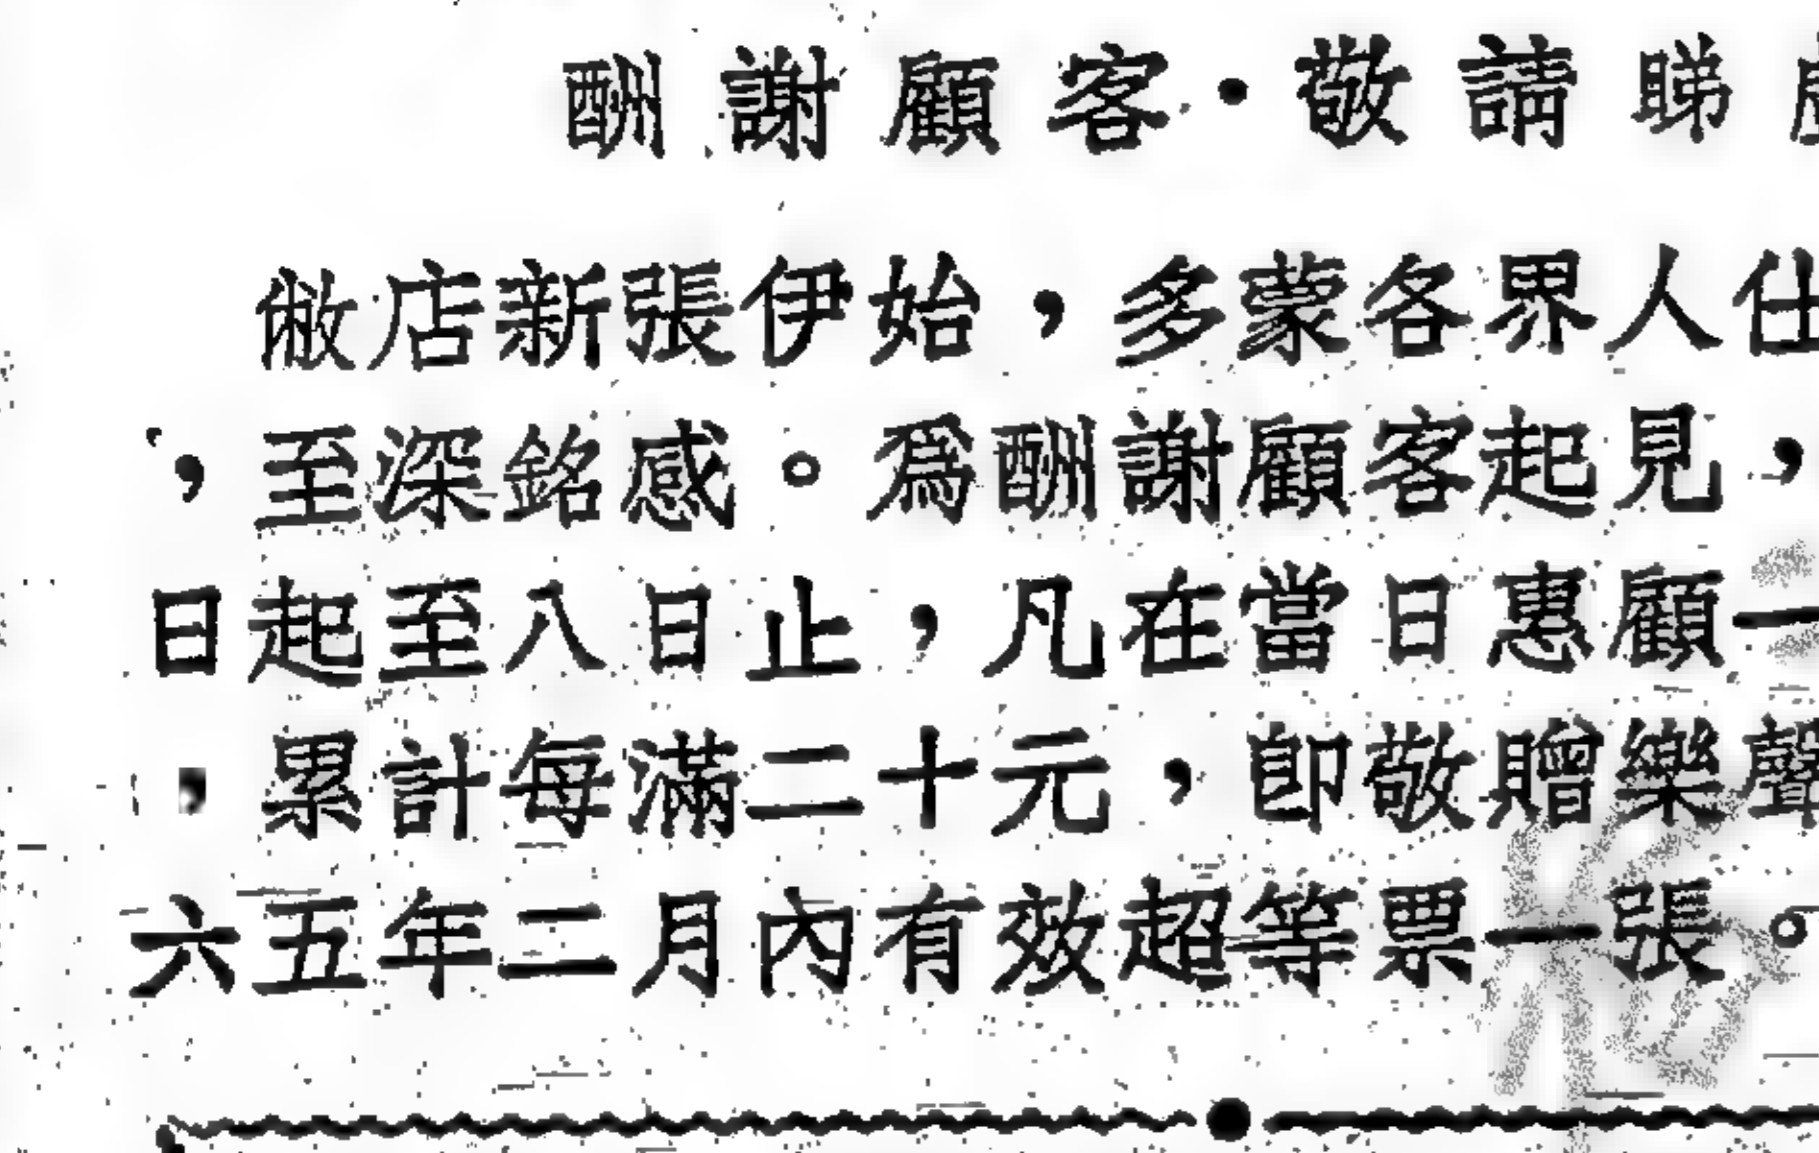 酬謝顧客·敬請睇
僘店新張伊始，多蒙各界人仕
，至深銘感。為酬謝顧客起見，
日起至八日止，凡在當日惠顧一
，累計每滿二十元，即敬贈樂聲
六五年二月內有效超等票一張。